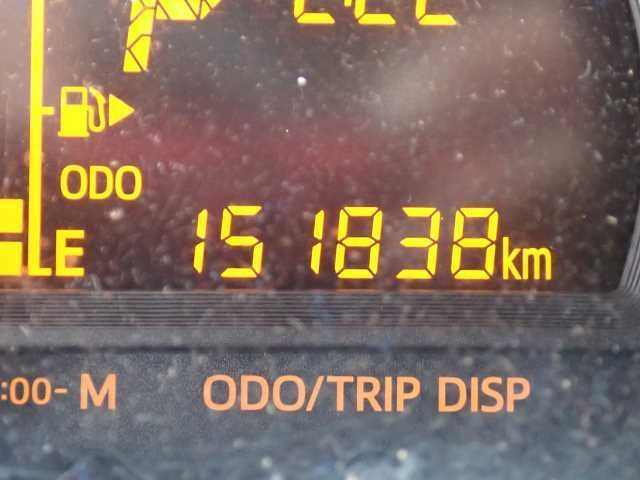 ODO
E 151838km
:00- M ODO/TRIP DISP